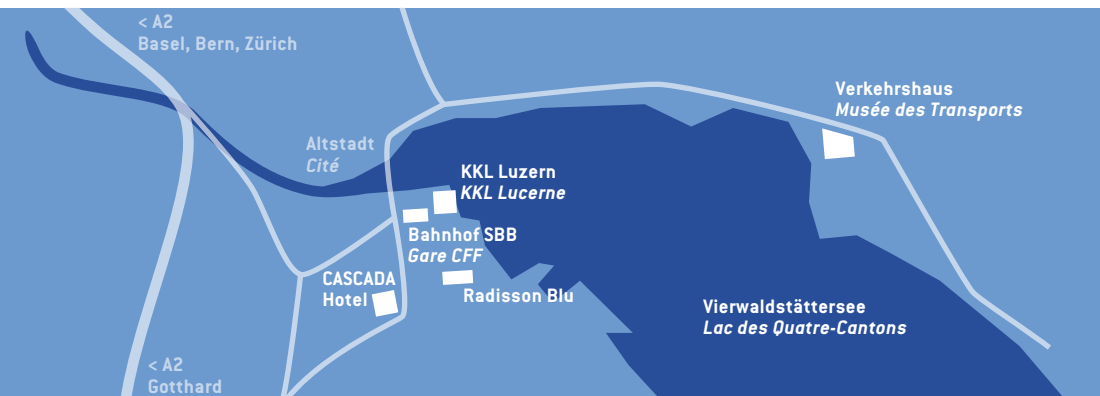 < A2
Basel, Bern, Zürich
Verkehrshaus
Musée des Transports
Altstadt
Cité
KKL Luzern
KKL Lucerne
Bahnhof SBB
Gare CFF
CASCADA
Hotel
Radisson Blu
Vierwaldstättersee
Lac des Quatre-Cantons
< A2
Gotthard